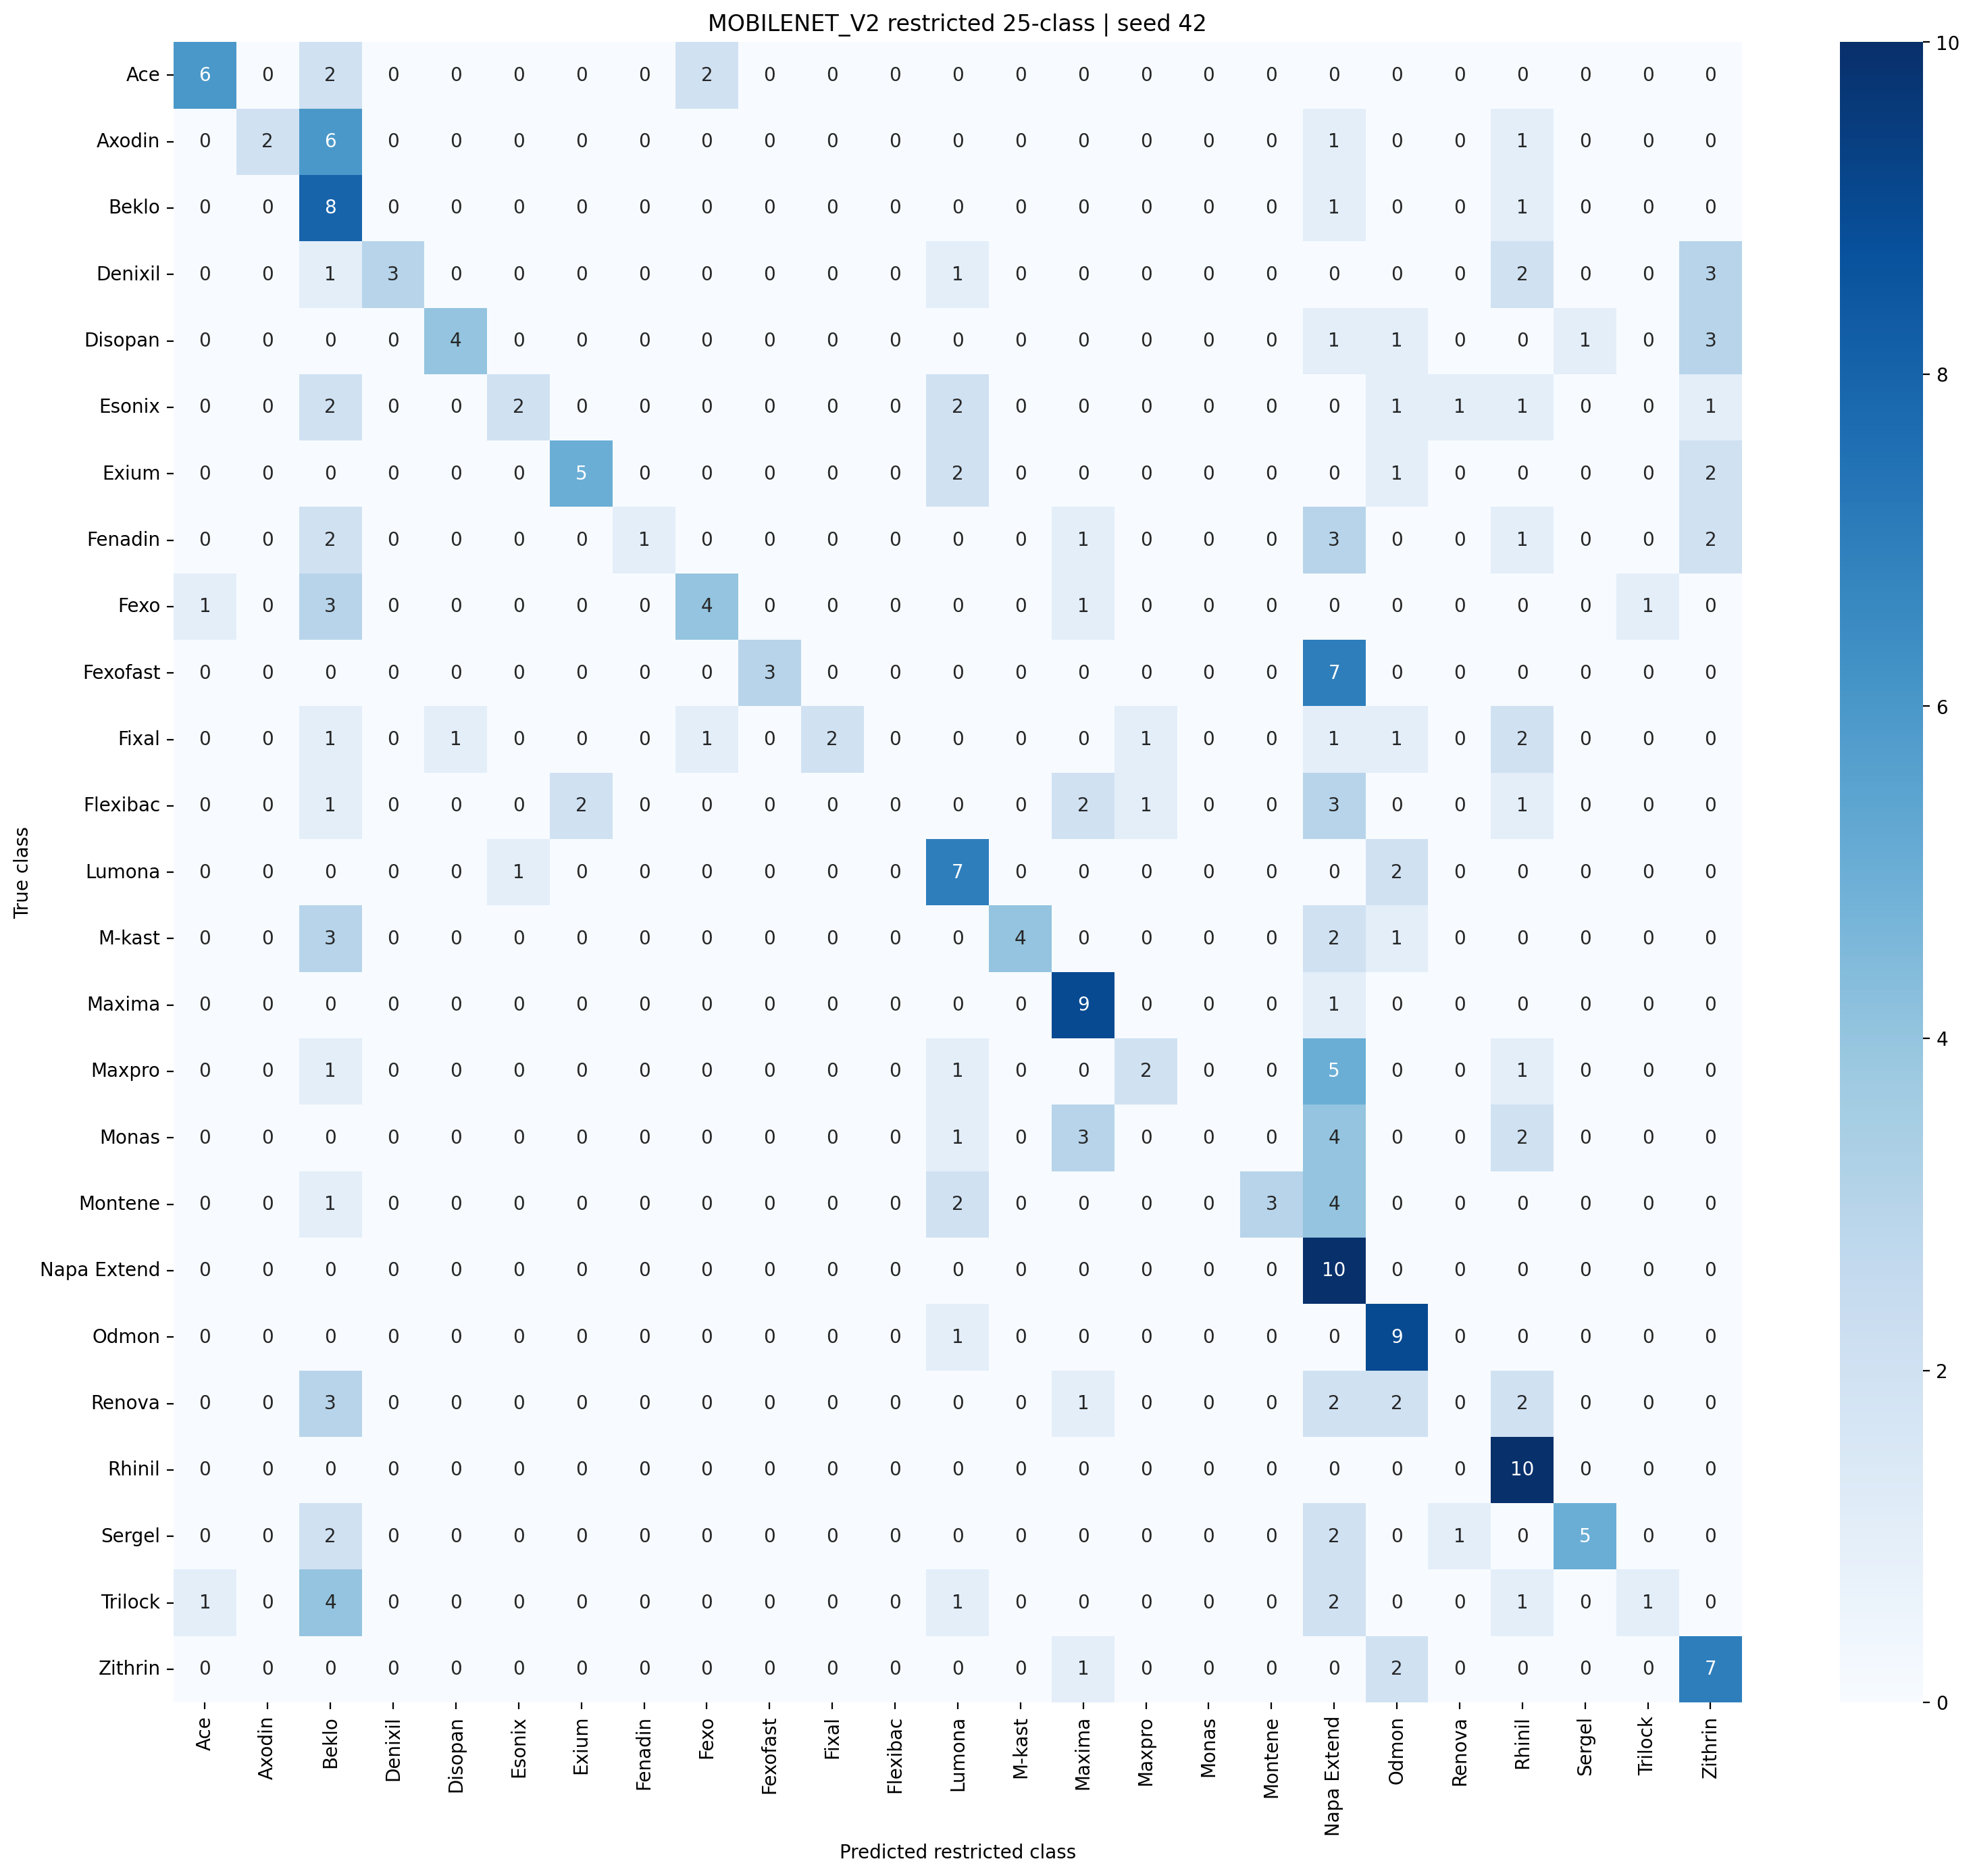 MOBILENET_V2 restricted 25-class | seed 42
Ace 6 0 2 0 0 0 0 0 2 0 0 0 0 0 0 0 0 0 0 0 0 0 0 0 0
Axodin 0 2 6 0 0 0 0 0 0 0 0 0 0 0 0 0 0 0 1 0 0 1 0 0 0
Beklo 0 0 8 0 0 0 0 0 0 0 0 0 0 0 0 0 0 0 1 0 0 1 0 0 0
Denixil 0 0 1 3 0 0 0 0 0 0 0 0 1 0 0 0 0 0 0 0 0 2 0 0 3
Disopan 0 0 0 0 4 0 0 0 0 0 0 0 0 0 0 0 0 0 1 1 0 0 1 0 3
Esonix 0 0 2 0 0 2 0 0 0 0 0 0 2 0 0 0 0 0 0 1 1 1 0 0 1
Exium 0 0 0 0 0 0 5 0 0 0 0 0 2 0 0 0 0 0 0 1 0 0 0 0 2
Fenadin 0 0 2 0 0 0 0 1 0 0 0 0 0 0 1 0 0 0 3 0 0 1 0 0 2
Fexo 1 0 3 0 0 0 0 0 4 0 0 0 0 0 1 0 0 0 0 0 0 0 0 1 0
Fexofast 0 0 0 0 0 0 0 0 0 3 0 0 0 0 0 0 0 0 7 0 0 0 0 0 0
Fixal 0 0 1 0 1 0 0 0 1 0 2 0 0 0 0 1 0 0 1 1 0 2 0 0 0
Flexibac 0 0 1 0 0 0 2 0 0 0 0 0 0 0 2 1 0 0 3 0 0 1 0 0 0
Lumona 0 0 0 0 0 1 0 0 0 0 0 0 7 0 0 0 0 0 0 2 0 0 0 0 0
M-kast 0 0 3 0 0 0 0 0 0 0 0 0 0 4 0 0 0 0 2 1 0 0 0 0 0
Maxima 0 0 0 0 0 0 0 0 0 0 0 0 0 0 9 0 0 0 1 0 0 0 0 0 0
Maxpro 0 0 1 0 0 0 0 0 0 0 0 0 1 0 0 2 0 0 5 0 0 1 0 0 0
Monas 0 0 0 0 0 0 0 0 0 0 0 0 1 0 3 0 0 0 4 0 0 2 0 0 0
Montene 0 0 1 0 0 0 0 0 0 0 0 0 2 0 0 0 0 3 4 0 0 0 0 0 0
Napa Extend 0 0 0 0 0 0 0 0 0 0 0 0 0 0 0 0 0 0 10 0 0 0 0 0 0
Odmon 0 0 0 0 0 0 0 0 0 0 0 0 1 0 0 0 0 0 0 9 0 0 0 0 0
Renova 0 0 3 0 0 0 0 0 0 0 0 0 0 0 1 0 0 0 2 2 0 2 0 0 0
Rhinil 0 0 0 0 0 0 0 0 0 0 0 0 0 0 0 0 0 0 0 0 0 10 0 0 0
Sergel 0 0 2 0 0 0 0 0 0 0 0 0 0 0 0 0 0 0 2 0 1 0 5 0 0
Trilock 1 0 4 0 0 0 0 0 0 0 0 0 1 0 0 0 0 0 2 0 0 1 0 1 0
Zithrin 0 0 0 0 0 0 0 0 0 0 0 0 0 0 1 0 0 0 0 2 0 0 0 0 7
Ace Axodin Beklo Denixil Disopan Esonix Exium Fenadin Fexo Fexofast Fixal Flexibac Lumona M-kast Maxima Maxpro Monas Montene Napa Extend Odmon Renova Rhinil Sergel Trilock Zithrin
Predicted restricted class
True class
10
8
6
4
2
0